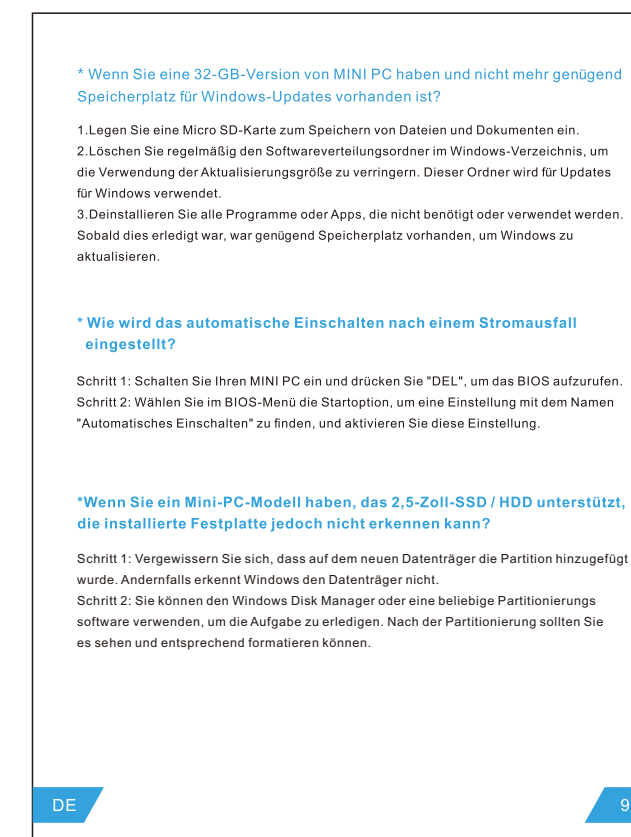 * Wenn Sie eine 32-GB-Version von MINI PC haben und nicht mehr genügend
Speicherplatz für Windows-Updates vorhanden ist?
1.Legen Sie eine Micro SD-Karte zum Speichern von Dateien und Dokumenten ein.
2.Löschen Sie regelmäßig den Softwareverteilungsordner im Windows-Verzeichnis, um
die Verwendung der Aktualisierungsgröße zu verringern. Dieser Ordner wird für Updates
für Windows verwendet.
3.Deinstallieren Sie alle Programme oder Apps, die nicht benötigt oder verwendet werden.
Sobald dies erledigt war, war genügend Speicherplatz vorhanden, um Windows zu
aktualisieren.
* Wie wird das automatische Einschalten nach einem Stromausfall
eingestellt?
Schritt 1: Schalten Sie Ihren MINI PC ein und drücken Sie "DEL", um das BIOS aufzurufen.
Schritt 2: Wählen Sie im BIOS-Menü die Startoption, um eine Einstellung mit dem Namen
"Automatisches Einschalten" zu finden, und aktivieren Sie diese Einstellung.
*Wenn Sie ein Mini-PC-Modell haben, das 2,5-Zoll-SSD / HDD unterstützt,
die installierte Festplatte jedoch nicht erkennen kann?
Schritt 1: Vergewissern Sie sich, dass auf dem neuen Datenträger die Partition hinzugefügt
wurde. Andernfalls erkennt Windows den Datenträger nicht.
Schritt 2: Sie können den Windows Disk Manager oder eine beliebige Partitionierungs
software verwenden, um die Aufgabe zu erledigen. Nach der Partitionierung sollten Sie
es sehen und entsprechend formatieren können.
DE
9